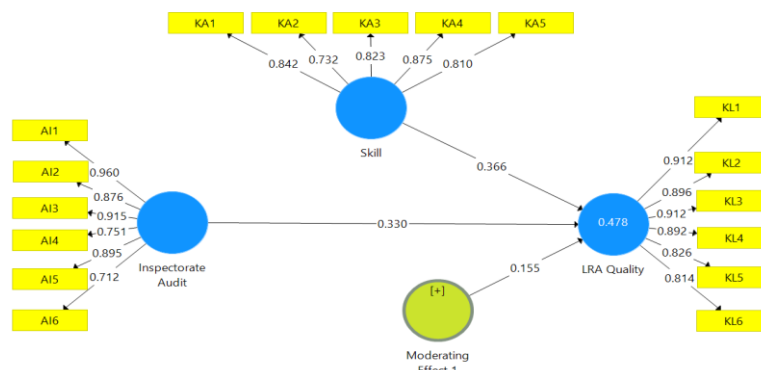 KA1 KA2 KA3 KA4 KA5
0.842 0.732 0.823 0.875 0.810
Skill
AI1
AI2
AI3
AI4
AI5
AI6
0.960
0.876
0.915
0.751
0.895
0.712
Inspectorate
Audit
0.366
0.330
0.155
[+]
Moderating
Effect 1
0.478
LRA Quality
0.912
0.896
0.912
0.892
0.826
0.814
KL1
KL2
KL3
KL4
KL5
KL6